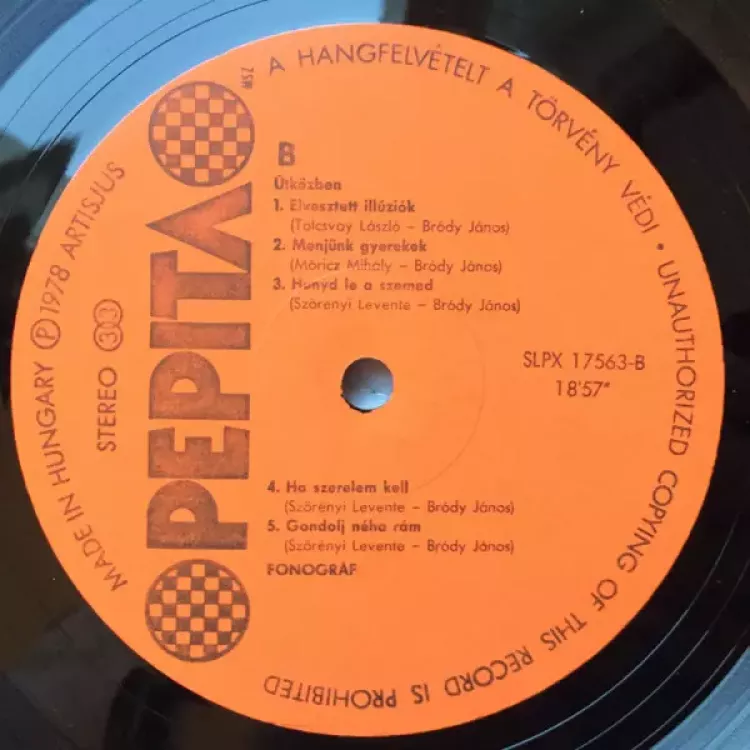 A HANGFELVÉTELT A TÖRVÉNY VÉDI • UNAUTHORIZED COPYING OF THIS RECORD IS PROHIBITED
MADE IN HUNGARY Ⓟ 1978 ARTISJUS
STEREO 33
PEPITA
MSZ
B
Útközben
1. Elvesztett illúziók
(Tolcsvay László – Bródy János)
2. Menjünk gyerekek
(Móricz Mihály – Bródy János)
3. Hunyd le a szemed
(Szörényi Levente – Bródy János)
SLPX 17563-B
18'57"
4. Ha szerelem kell
(Szörényi Levente – Bródy János)
5. Gondolj néha rám
(Szörényi Levente – Bródy János)
FONOGRÁF